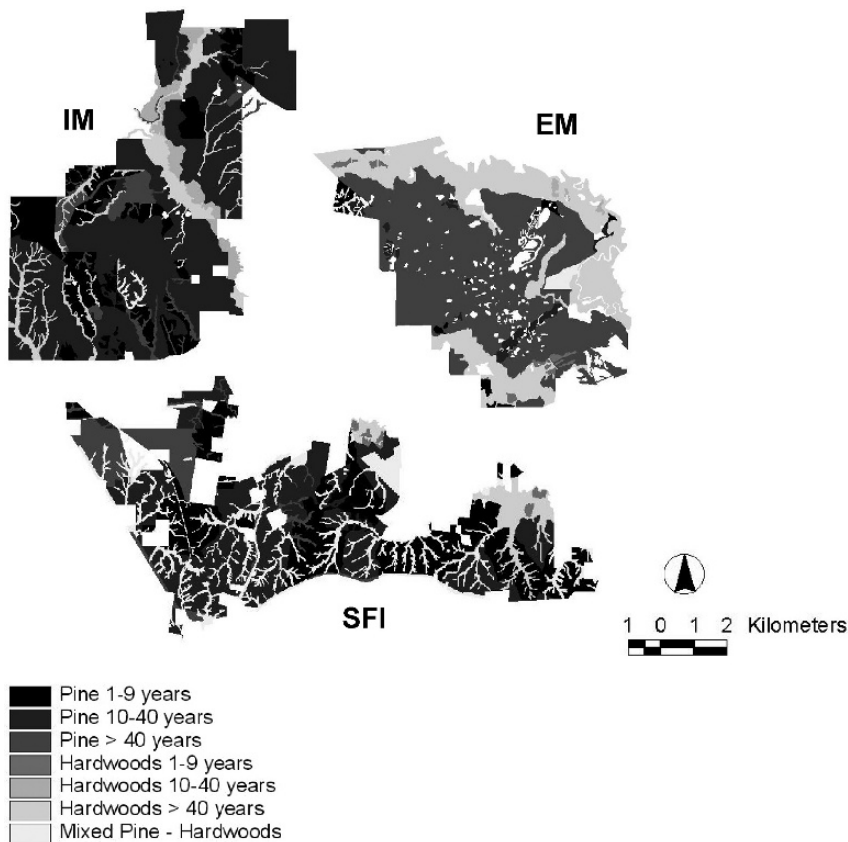 IM
EM
SFI
1 0 1 2 Kilometers
Pine 1-9 years
Pine 10-40 years
Pine > 40 years
Hardwoods 1-9 years
Hardwoods 10-40 years
Hardwoods > 40 years
Mixed Pine - Hardwoods